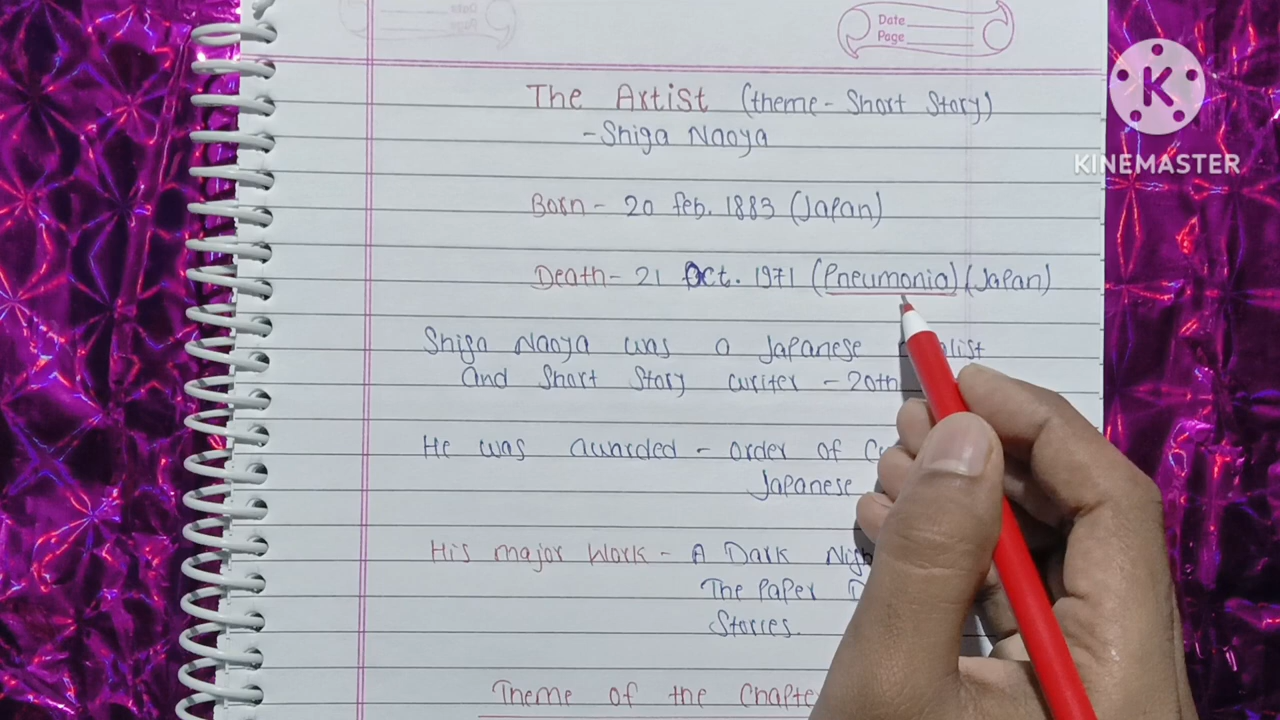 Date
Page
The Artist (theme - Short Story)
- Shiga Naoya
Born - 20 feb. 1883 (Japan)
Death - 21 Oct. 1971 (Pneumonia) (Japan)
Shiga Naoya was a Japanese
And Short Story writer - 20th
He was awarded - order of
Japanese
His major work - A Dark
The Paper
Stories.
Theme of the
K
KINEMASTER